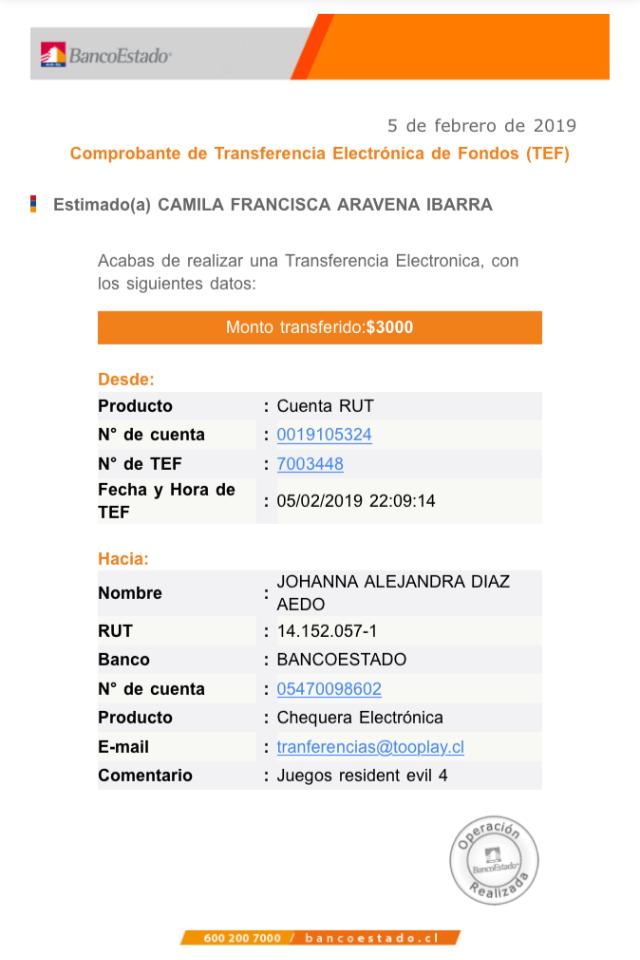 BancoEstado
5 de febrero de 2019
Comprobante de Transferencia Electrónica de Fondos (TEF)
Estimado(a) CAMILA FRANCISCA ARAVENA IBARRA
Acabas de realizar una Transferencia Electronica, con
los siguientes datos:
Monto transferido:$3000
Desde:
Producto : Cuenta RUT
N° de cuenta : 0019105324
N° de TEF : 7003448
Fecha y Hora de
TEF : 05/02/2019 22:09:14
Hacia:
Nombre : JOHANNA ALEJANDRA DIAZ
AEDO
RUT : 14.152.057-1
Banco : BANCOESTADO
N° de cuenta : 05470098602
Producto : Chequera Electrónica
E-mail : tranferencias@tooplay.cl
Comentario : Juegos resident evil 4
Operación
BancoEstado
Realizada
600 200 7000 / bancoestado.cl